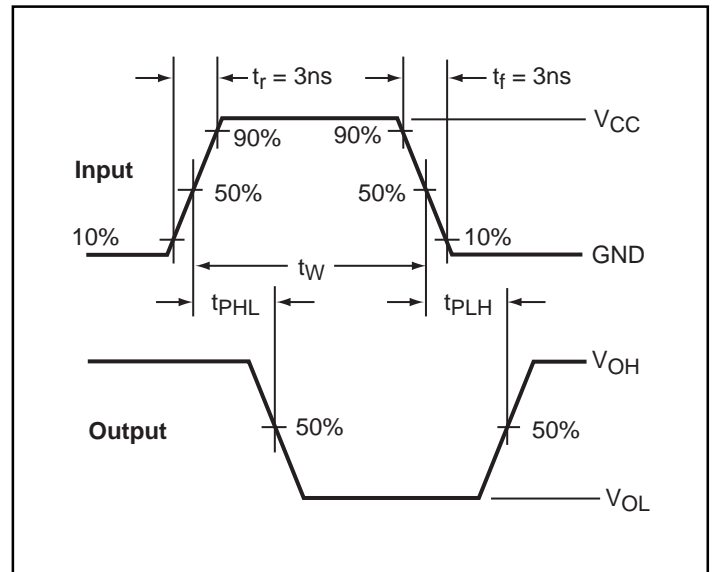 tr = 3ns
tf = 3ns
VCC
90%
90%
Input
50%
50%
10%
10%
GND
tW
tPHL
tPLH
VOH
Output
50%
50%
VOL